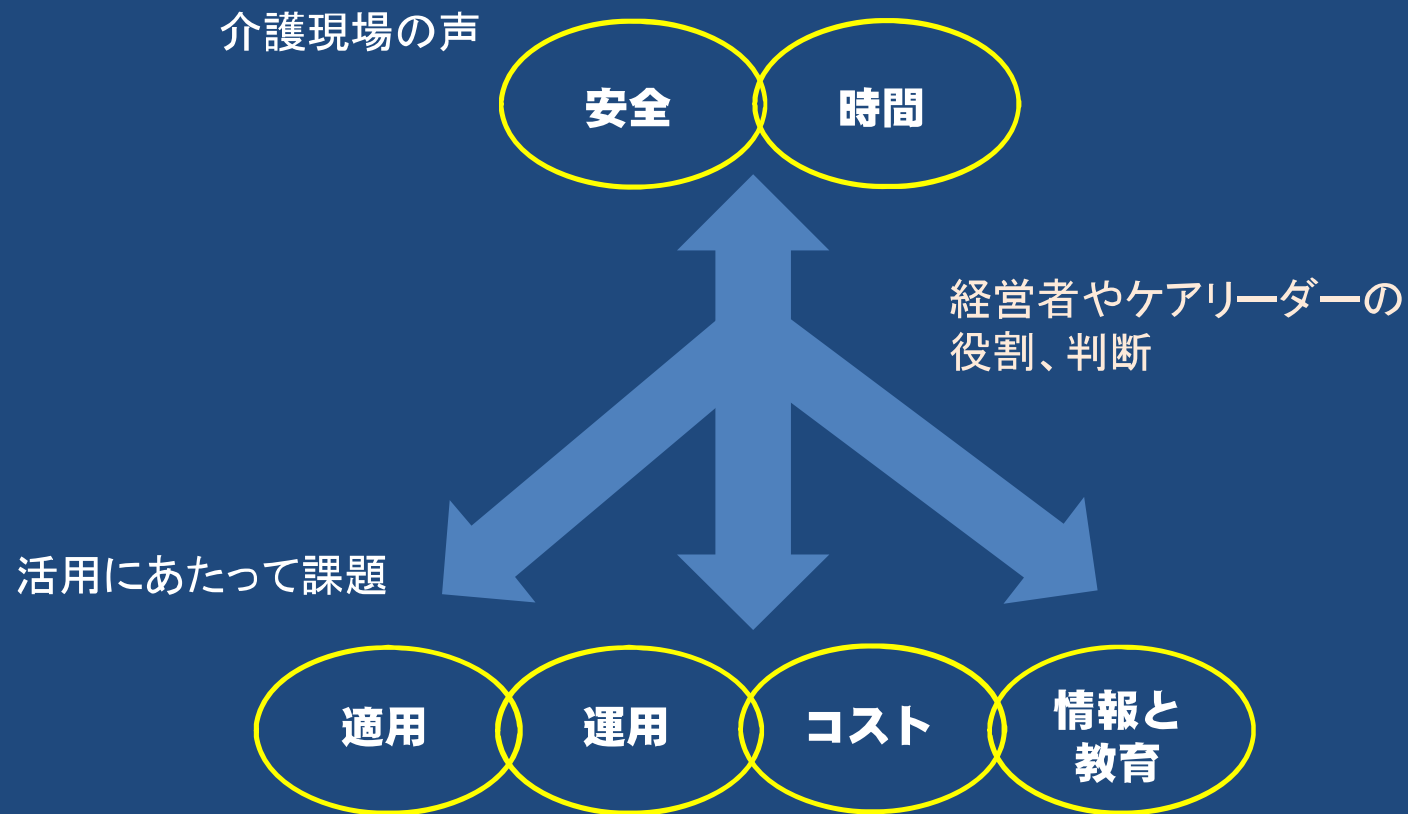 介護現場の声
安全
時間
経営者やケアリーダーの
役割、判断
活用にあたって課題
適用
運用
コスト
情報と
教育